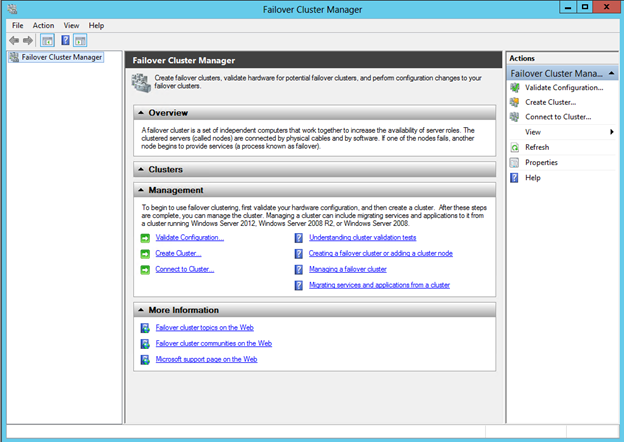 Failover Cluster Manager
File Action View Help
Failover Cluster Manager
Failover Cluster Manager
Create failover clusters, validate hardware for potential failover clusters, and perform configuration changes to your
failover clusters.
Overview
A failover cluster is a set of independent computers that work together to increase the availability of server roles. The
clustered servers (called nodes) are connected by physical cables and by software. If one of the nodes fails, another
node begins to provide services (a process known as failover).
Clusters
Management
To begin to use failover clustering, first validate your hardware configuration, and then create a cluster. After these steps
are complete, you can manage the cluster. Managing a cluster can include migrating services and applications to it from
a cluster running Windows Server 2012, Windows Server 2008 R2, or Windows Server 2008.
Validate Configuration...
Understanding cluster validation tests
Create Cluster...
Creating a failover cluster or adding a cluster node
Connect to Cluster...
Managing a failover cluster
Migrating services and applications from a cluster
More Information
Failover cluster topics on the Web
Failover cluster communities on the Web
Microsoft support page on the Web
Actions
Failover Cluster Mana...
Validate Configuration...
Create Cluster...
Connect to Cluster...
View
Refresh
Properties
Help